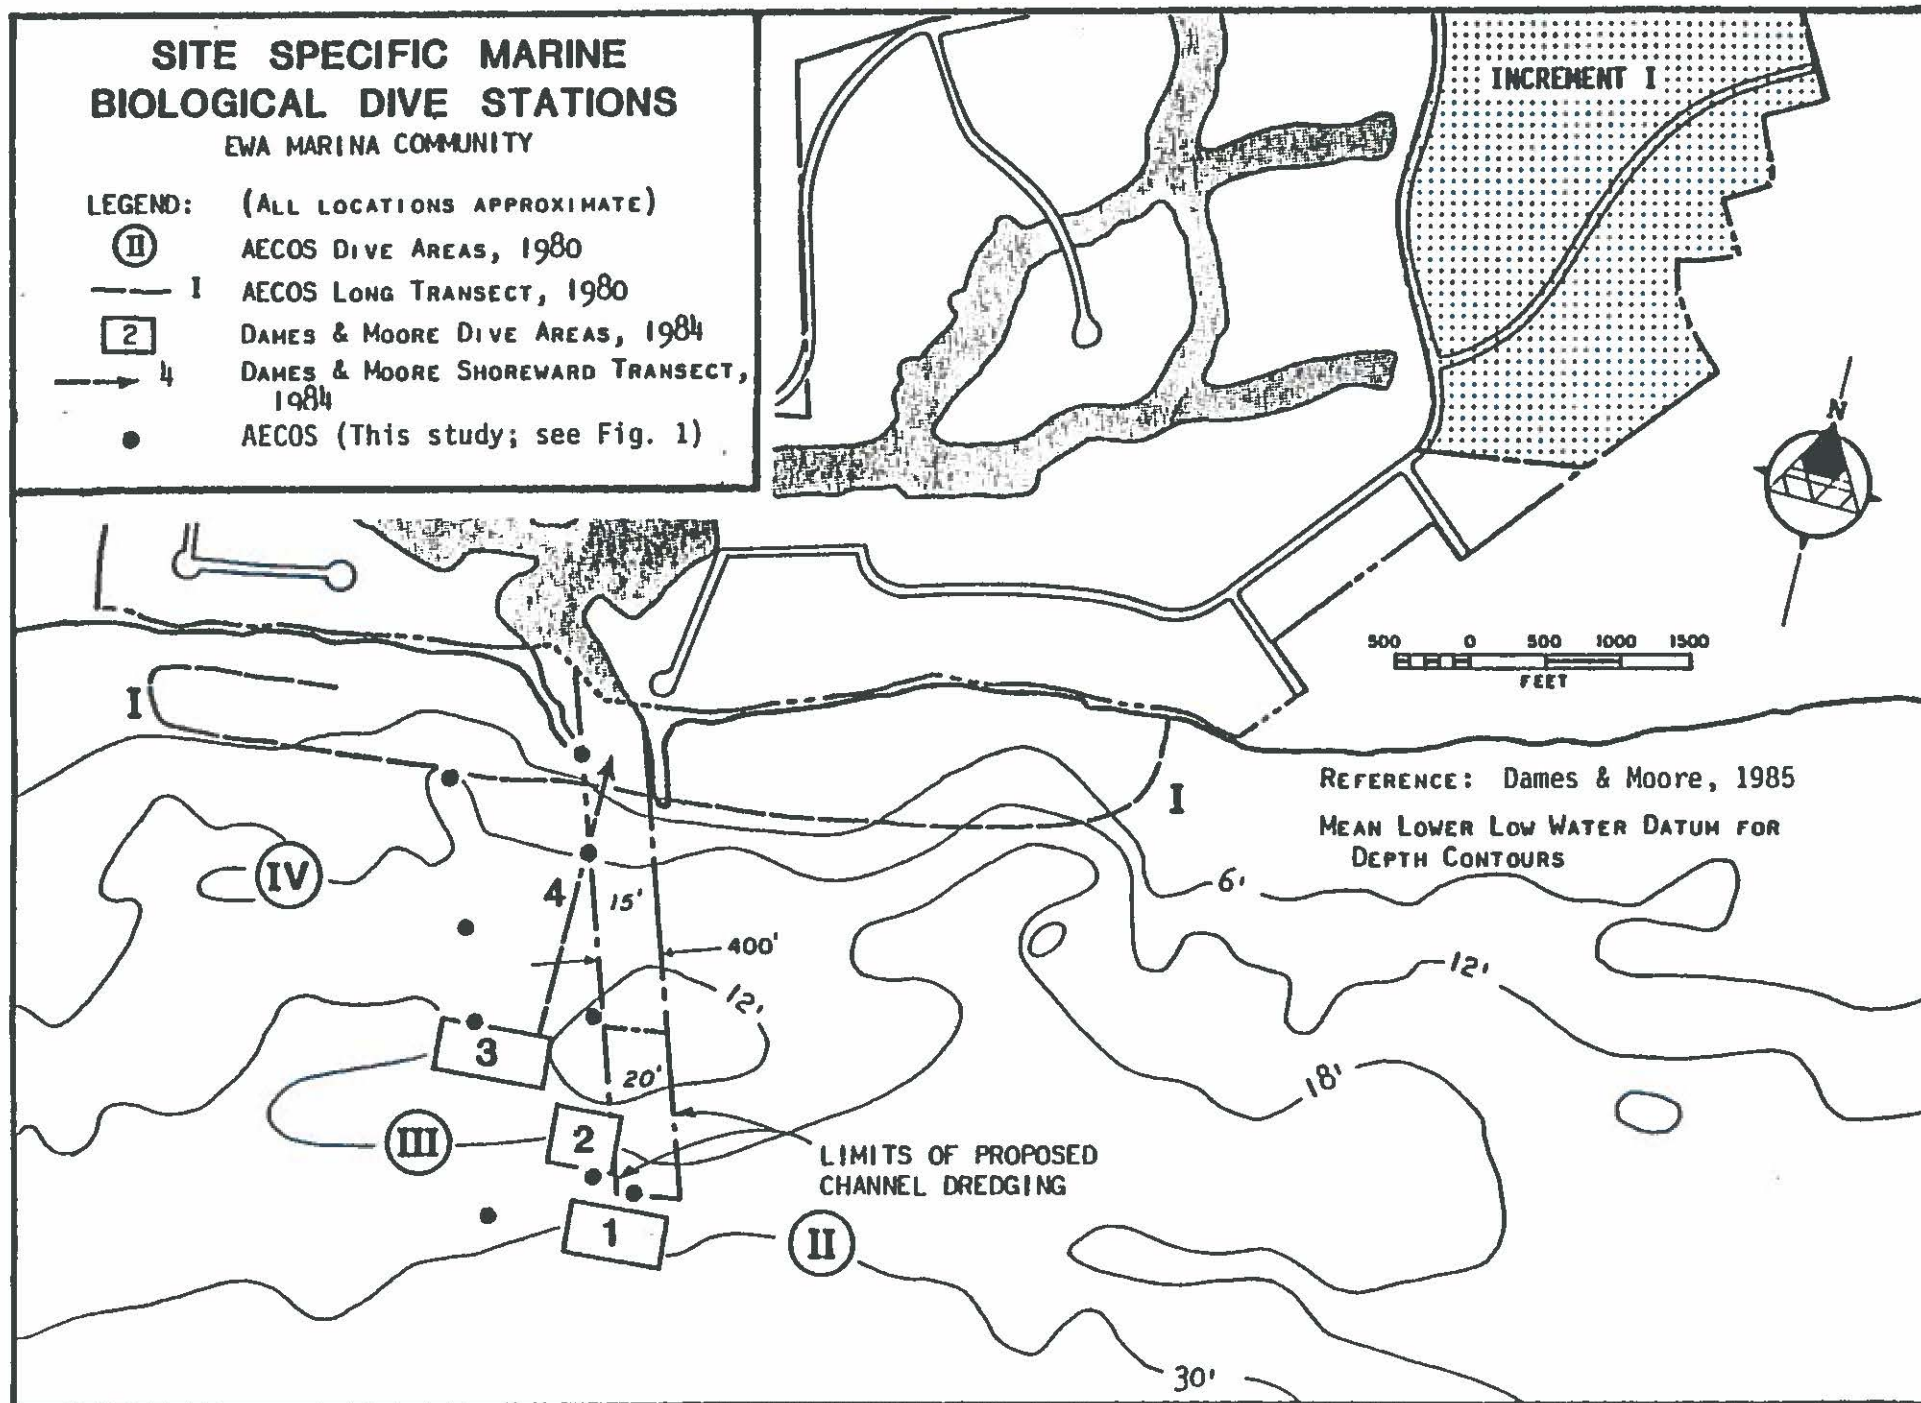 SITE SPECIFIC MARINE
BIOLOGICAL DIVE STATIONS
EWA MARINA COMMUNITY
LEGEND: (ALL LOCATIONS APPROXIMATE)
II AECOS DIVE AREAS, 1980
I AECOS LONG TRANSECT, 1980
2 DAMES & MOORE DIVE AREAS, 1984
4 DAMES & MOORE SHOREWARD TRANSECT,
1984
AECOS (This study; see Fig. 1)
INCREMENT I
N
500 0 500 1000 1500
FEET
I
I
REFERENCE: Dames & Moore, 1985
MEAN LOWER LOW WATER DATUM FOR
DEPTH CONTOURS
IV
4
15'
6'
400'
12'
12'
3
20'
18'
III
2
LIMITS OF PROPOSED
CHANNEL DREDGING
1
II
30'